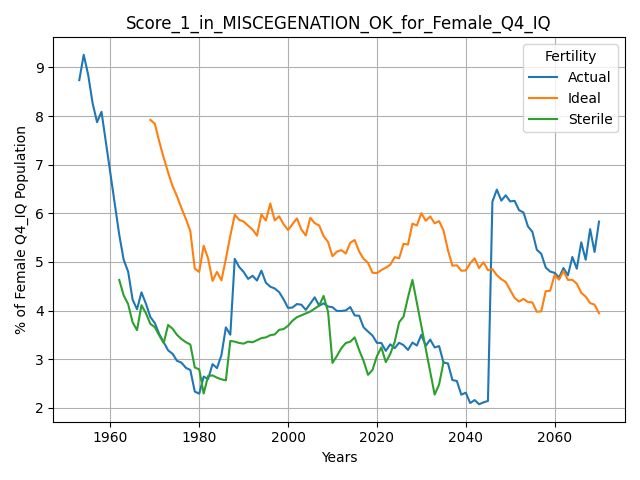 Score_1_in_MISCEGENATION_OK_for_Female_Q4_IQ
Fertility
Actual
Ideal
Sterile
% of Female Q4_IQ Population
9
8
7
6
5
4
3
2
1960
1980
2000
2020
2040
2060
Years